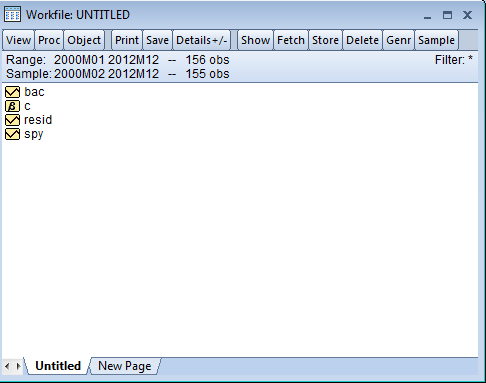 Workfile: UNTITLED
View Proc Object Print Save Details+/- Show Fetch Store Delete Genr Sample
Range: 2000M01 2012M12 -- 156 obs Filter: *
Sample: 2000M02 2012M12 -- 155 obs
bac
β c
resid
spy
Untitled New Page